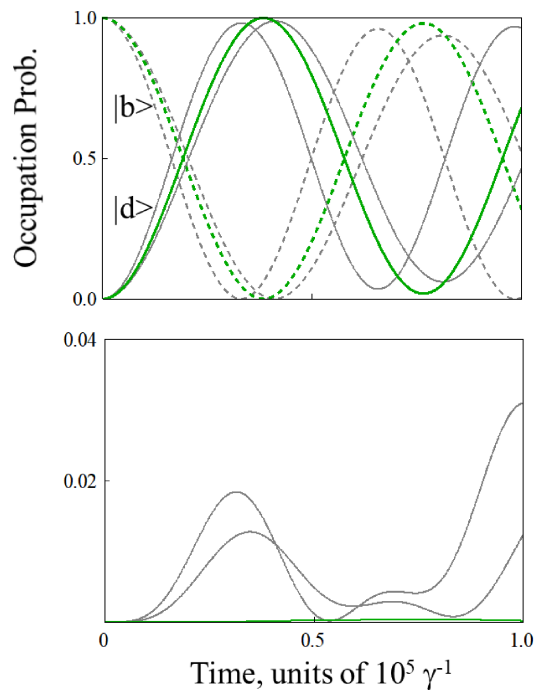 Occupation Prob.
1.0
|b>
0.5
|d>
0.0
0.04
0.02
0 0.5 1.0
Time, units of 10⁵ γ⁻¹